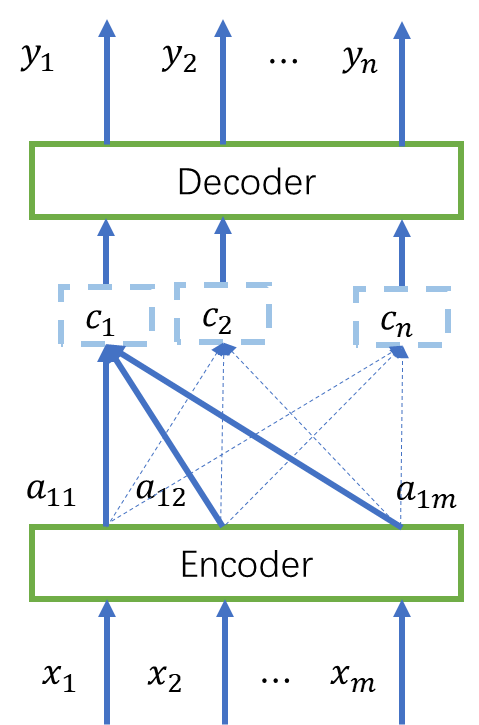 y₁ y₂ ... yₙ
Decoder
c₁ c₂ cₙ
a₁₁ a₁₂ a₁ₘ
Encoder
x₁ x₂ ... xₘ